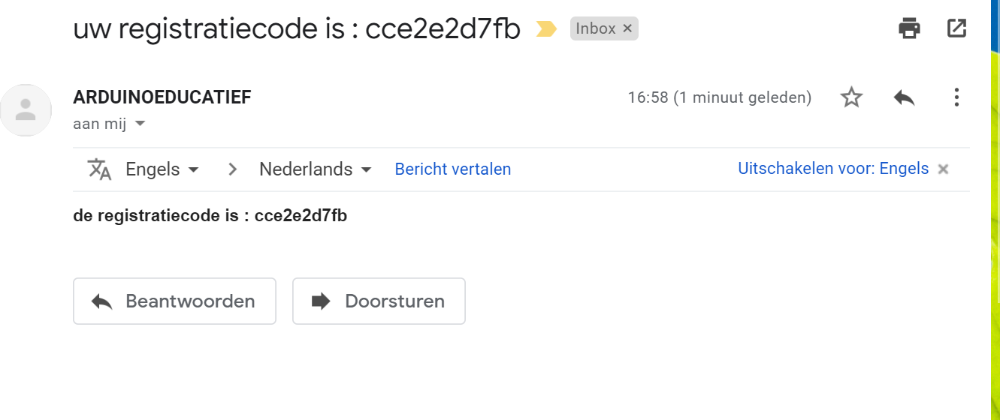 uw registratiecode is : cce2e2d7fb
Inbox ×
ARDUINOEDUCATIEF
16:58 (1 minuut geleden)
aan mij
Engels
Nederlands
Bericht vertalen
Uitschakelen voor: Engels ×
de registratiecode is : cce2e2d7fb
Beantwoorden
Doorsturen